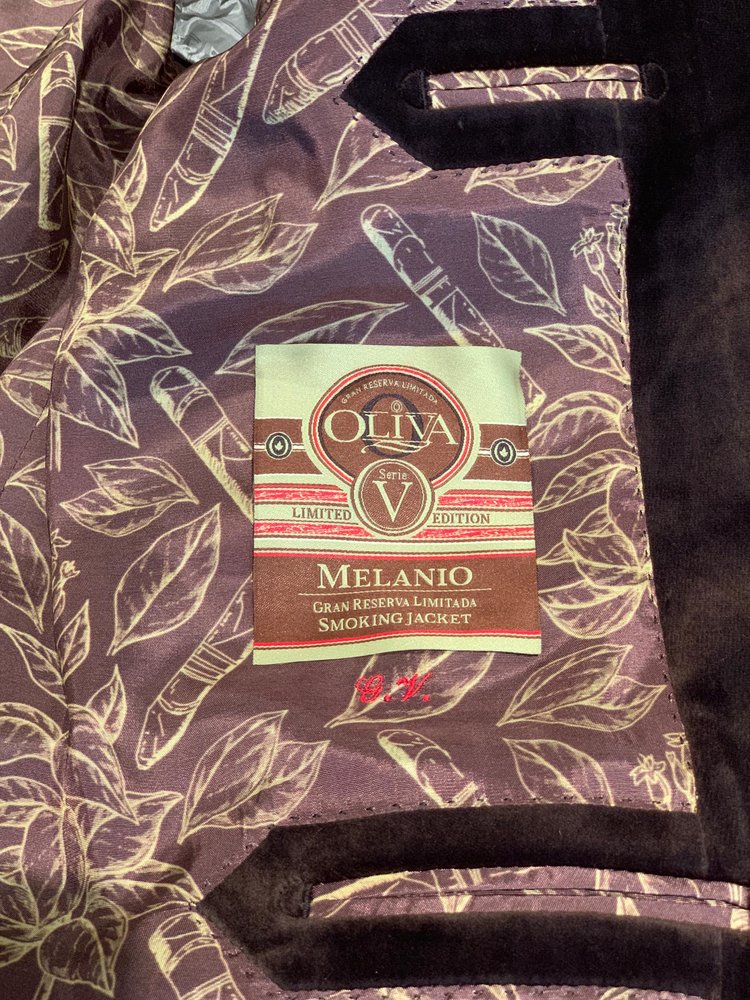 GRAN RESERVA LIMITADA
OLIVA
Serie
V
LIMITED EDITION
MELANIO
GRAN RESERVA LIMITADA
SMOKING JACKET